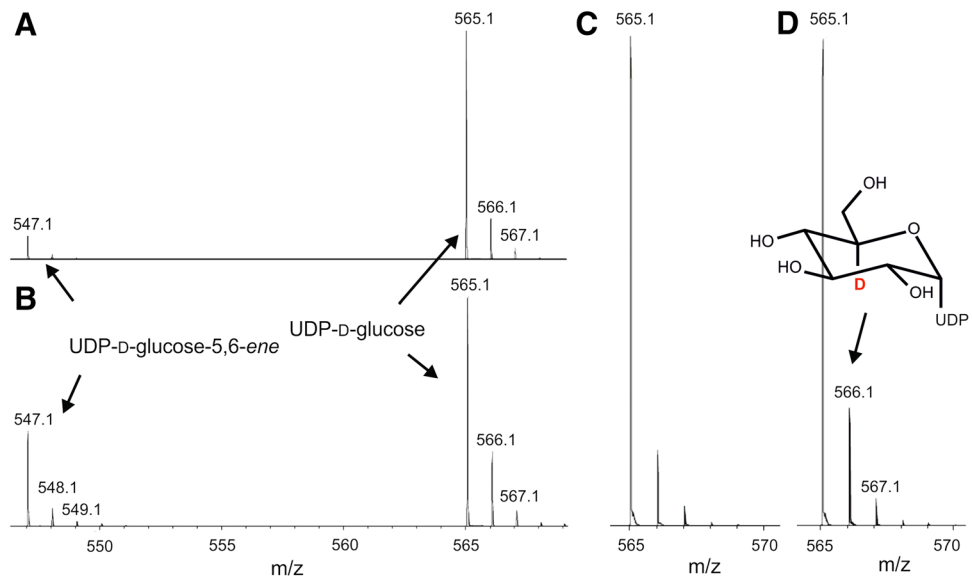 A
565.1
547.1
566.1
567.1
B
565.1
UDP-D-glucose
UDP-D-glucose-5,6-ene
547.1
548.1
549.1
566.1
567.1
550
555
560
565
m/z
C
565.1
565
570
m/z
D
565.1
OH
HO
O
HO
D
OH
UDP
566.1
567.1
565
570
m/z